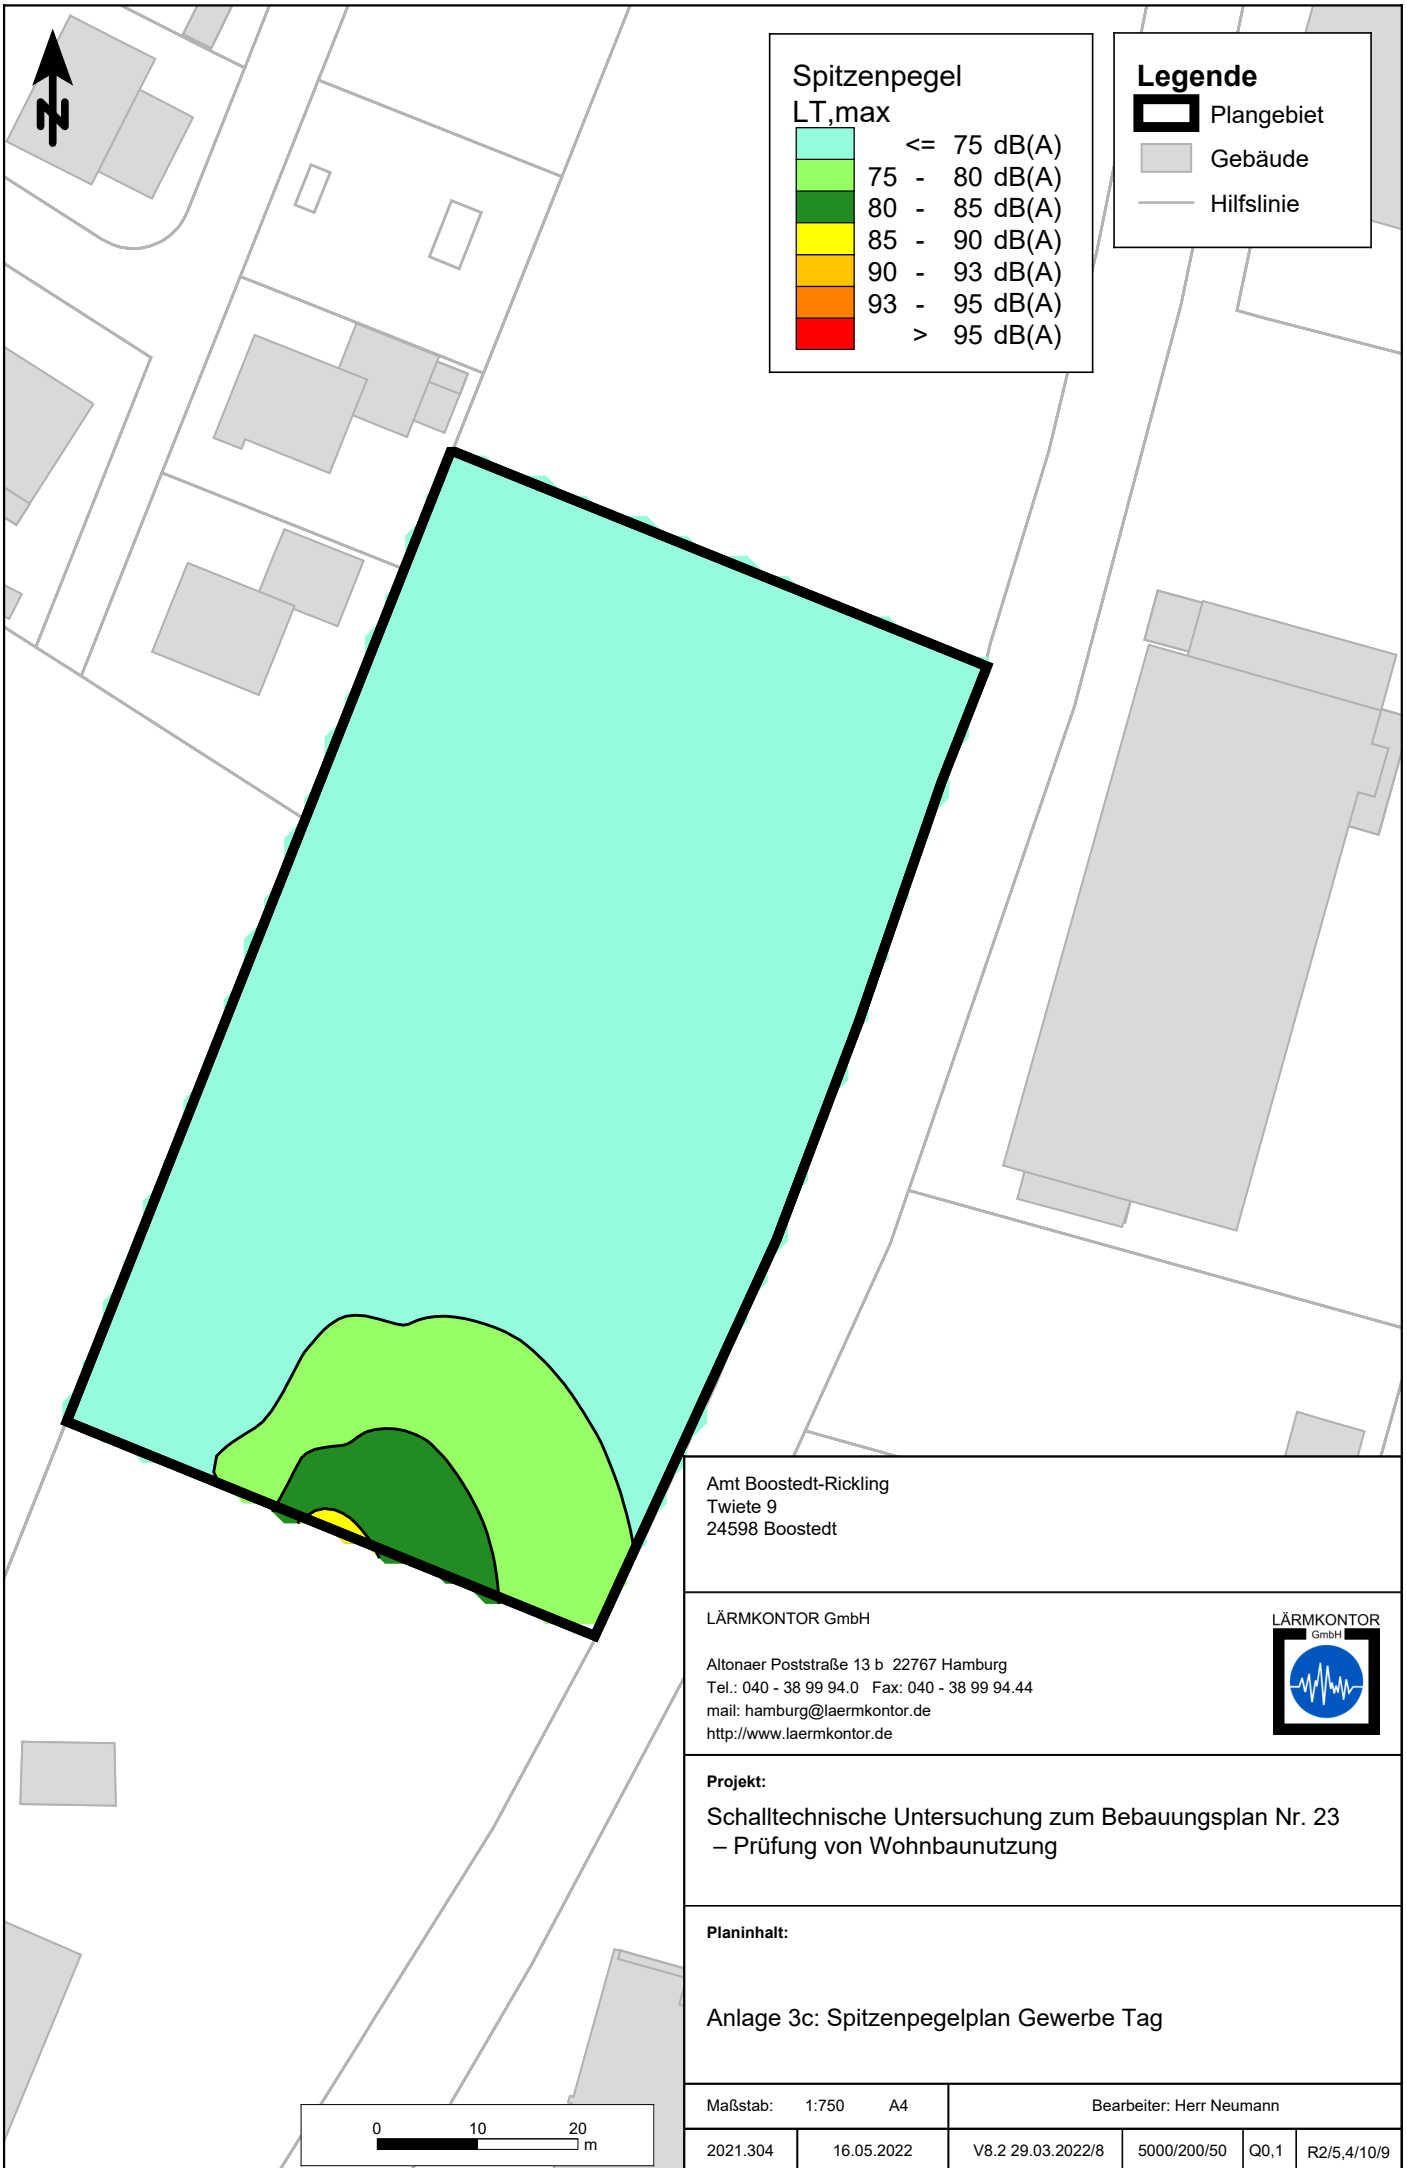 N
Spitzenpegel
LT,max
<= 75 dB(A)
75 - 80 dB(A)
80 - 85 dB(A)
85 - 90 dB(A)
90 - 93 dB(A)
93 - 95 dB(A)
> 95 dB(A)
Legende
Plangebiet
Gebäude
Hilfslinie
Amt Boostedt-Rickling
Twiete 9
24598 Boostedt
LÄRMKONTOR GmbH
Altonaer Poststraße 13 b 22767 Hamburg
Tel.: 040 - 38 99 94.0 Fax: 040 - 38 99 94.44
mail: hamburg@laermkontor.de
http://www.laermkontor.de
LÄRMKONTOR
GmbH
Projekt:
Schalltechnische Untersuchung zum Bebauungsplan Nr. 23
– Prüfung von Wohnbaunutzung
Planinhalt:
Anlage 3c: Spitzenpegelplan Gewerbe Tag
Maßstab: 1:750 A4 Bearbeiter: Herr Neumann
2021.304 16.05.2022 V8.2 29.03.2022/8 5000/200/50 Q0,1 R2/5,4/10/9
0 10 20
m